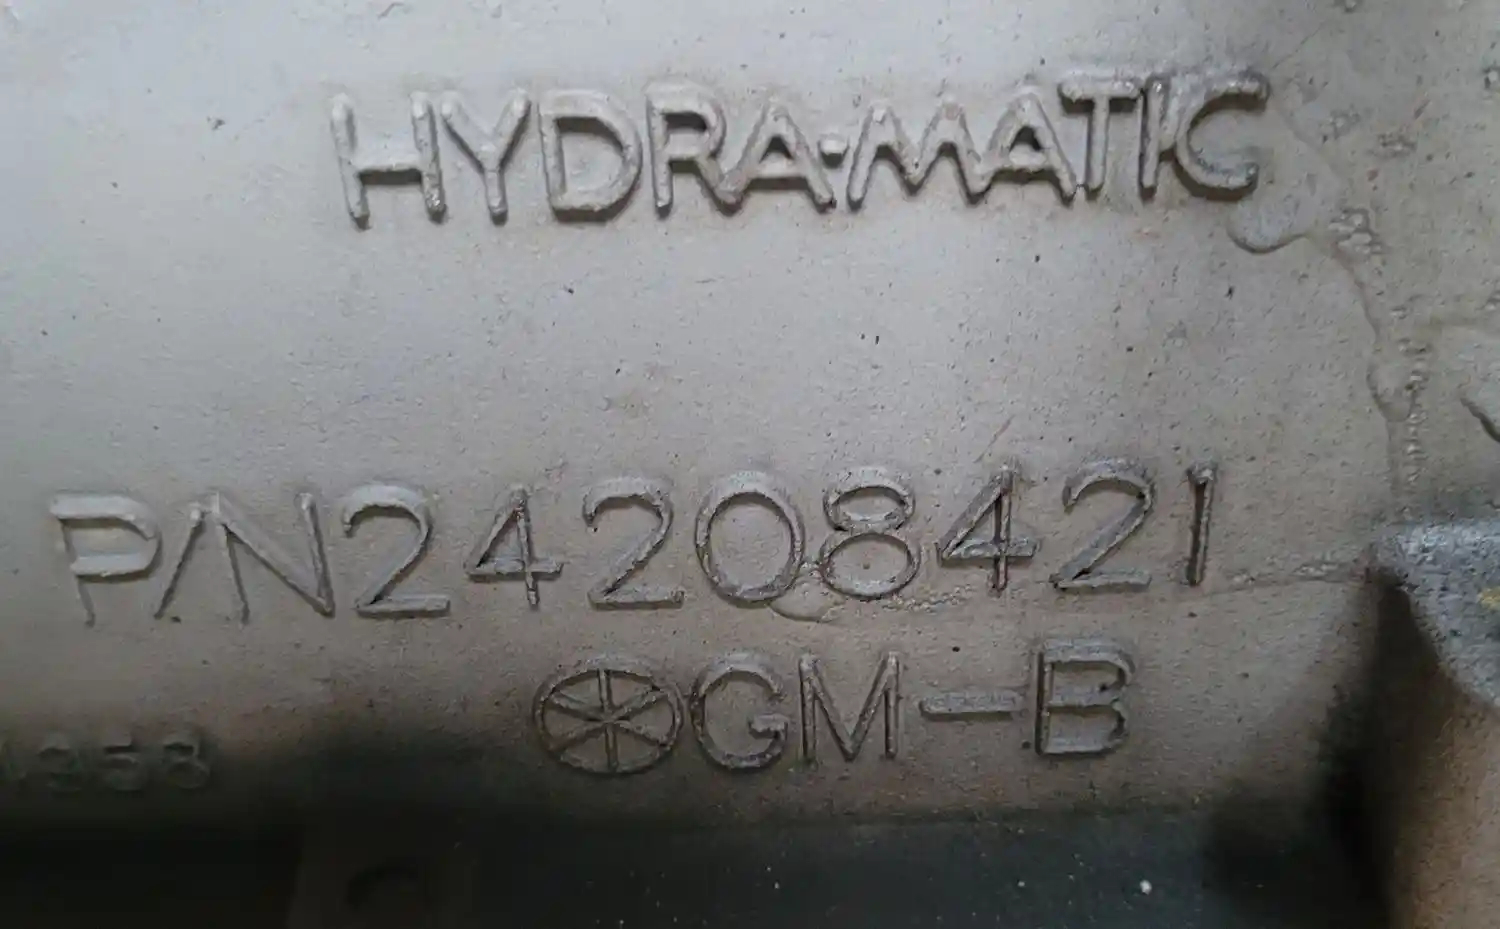 HYDRA·MATIC
P/N24208421
GM-B